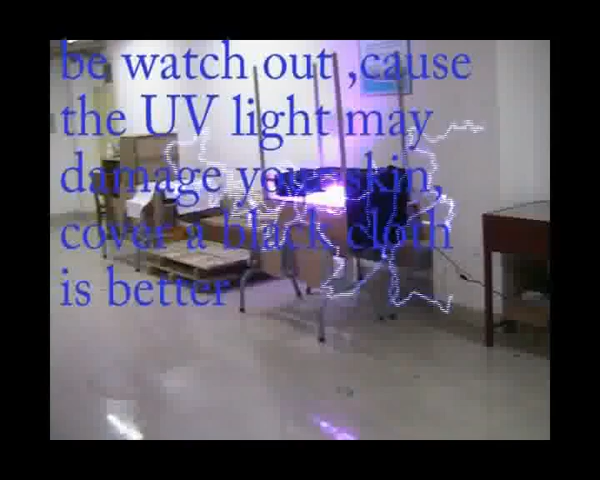 be watch out ,cause
the UV light may
damage your skin,
cover a black cloth
is better